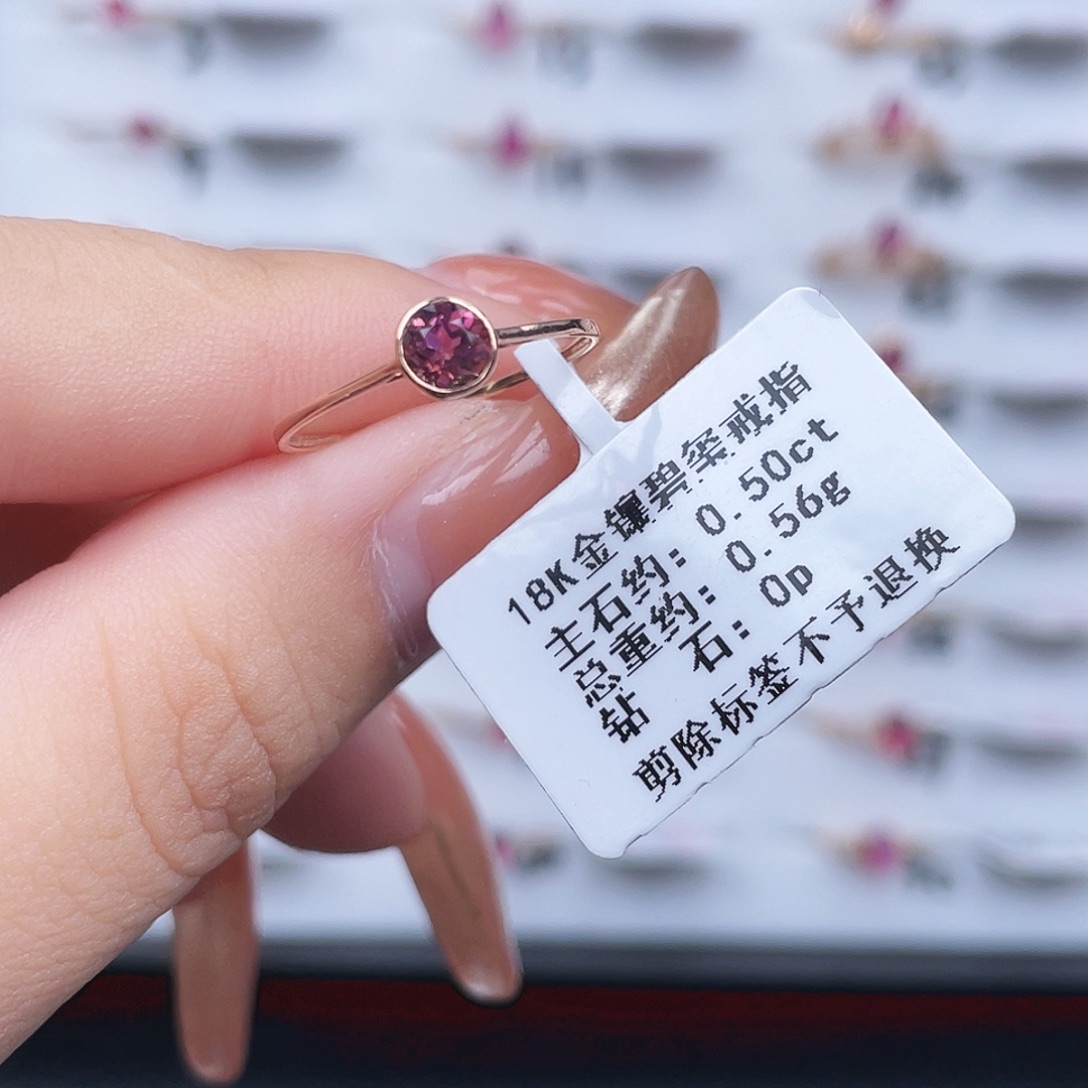 18K金镶碧玺戒指
主石约: 0.50ct
总重约: 0.56g
钻 石: 0p
剪除标签不予退换